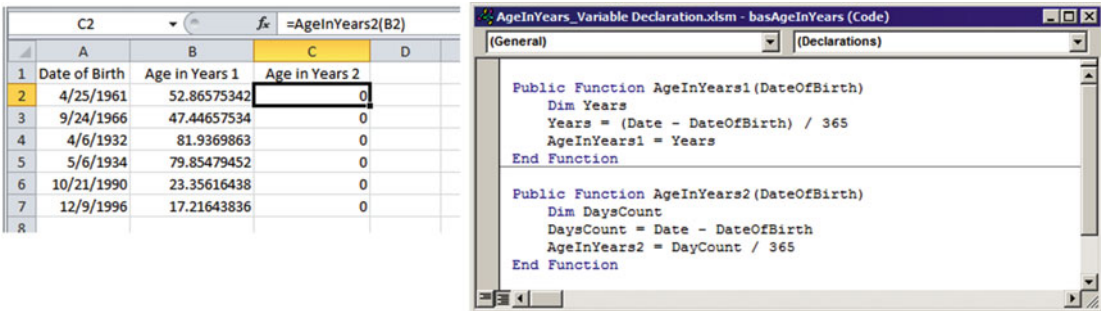 C2 fx =AgeInYears2(B2)
A B C D
1 Date of Birth Age in Years 1 Age in Years 2
2 4/25/1961 52.86575342 0
3 9/24/1966 47.44657534 0
4 4/6/1932 81.9369863 0
5 5/6/1934 79.85479452 0
6 10/21/1990 23.35616438 0
7 12/9/1996 17.21643836 0
8
AgeInYears_Variable Declaration.xlsm - basAgeInYears (Code)
(General) (Declarations)
Public Function AgeInYears1(DateOfBirth)
Dim Years
Years = (Date - DateOfBirth) / 365
AgeInYears1 = Years
End Function
Public Function AgeInYears2(DateOfBirth)
Dim DaysCount
DaysCount = Date - DateOfBirth
AgeInYears2 = DayCount / 365
End Function